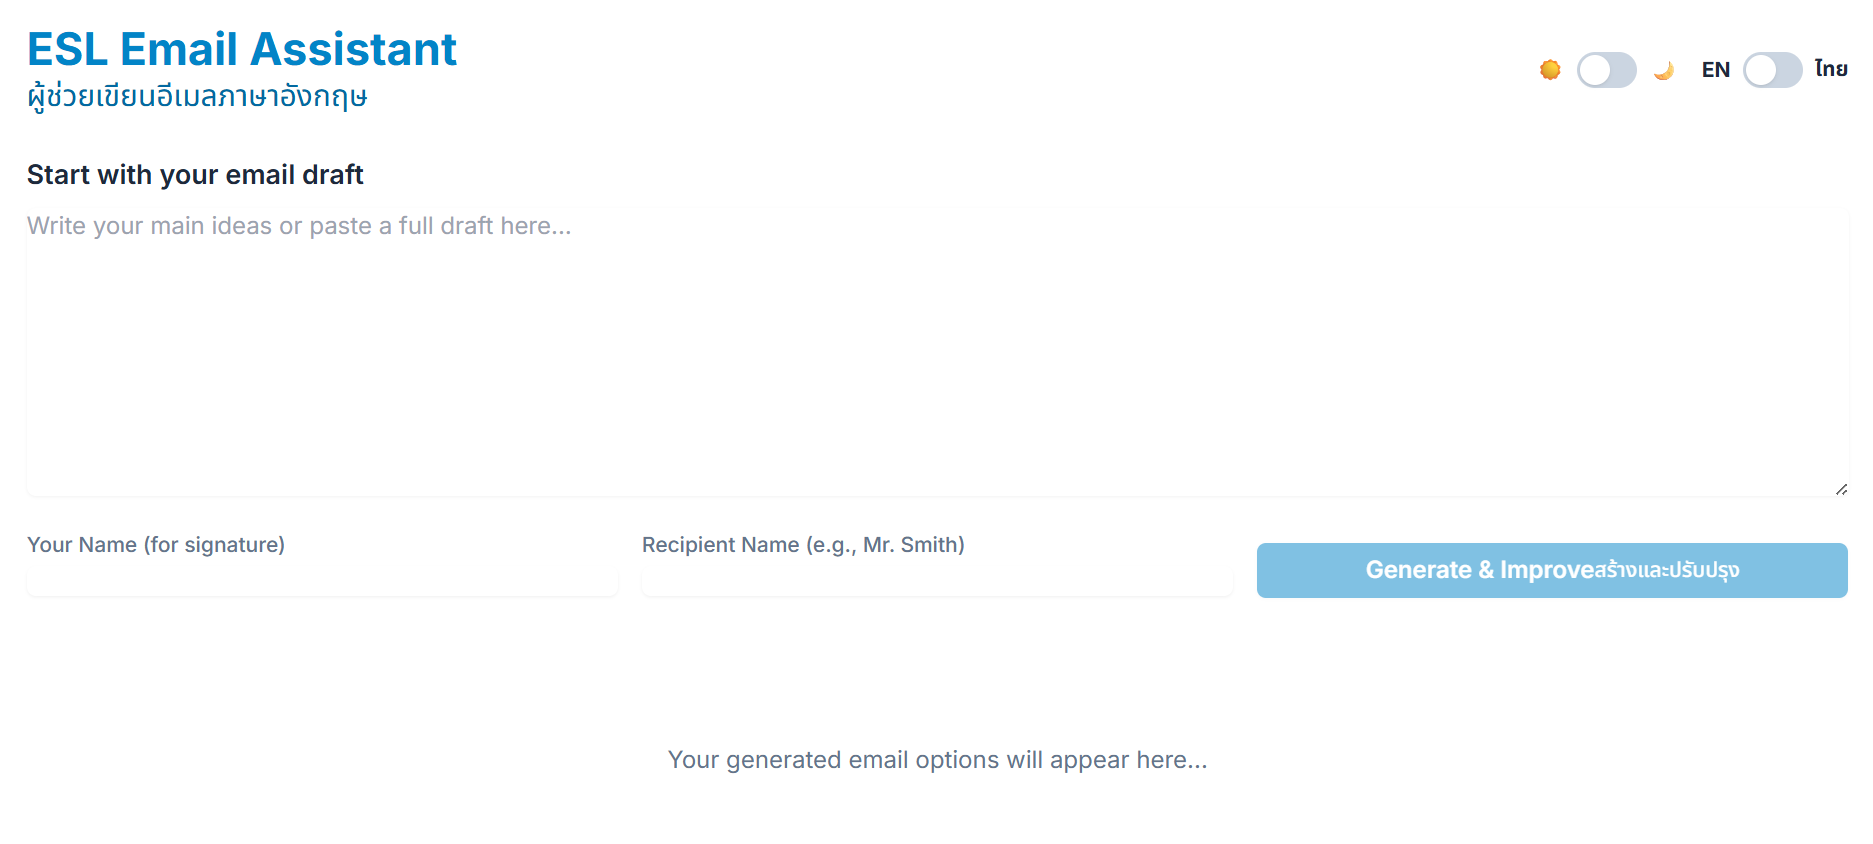 ESL Email Assistant
ผู้ช่วยเขียนอีเมลภาษาอังกฤษ
EN ไทย
Start with your email draft
Write your main ideas or paste a full draft here...
Your Name (for signature)
Recipient Name (e.g., Mr. Smith)
Generate & Improveสร้างและปรับปรุง
Your generated email options will appear here...